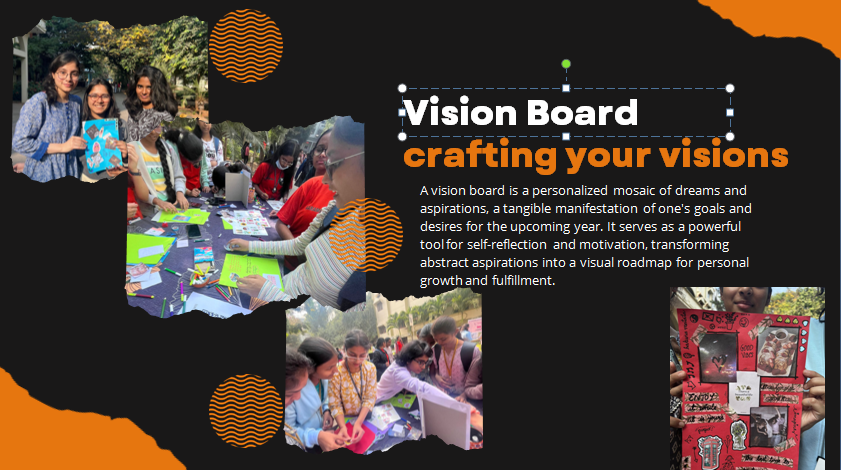 Vision Board
crafting your visions
A vision board is a personalized mosaic of dreams and
aspirations, a tangible manifestation of one's goals and
desires for the upcoming year. It serves as a powerful
tool for self-reflection and motivation, transforming
abstract aspirations into a visual roadmap for personal
growth and fulfillment.